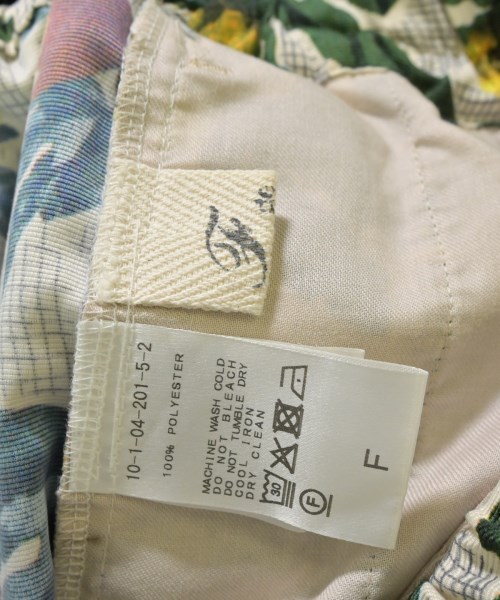 F
10-1-04-201-5-2
100% POLYESTER
MACHINE WASH COLD
DO NOT BLEACH
DO NOT TUMBLE DRY
COOL IRON
DRY CLEAN
30
F
F